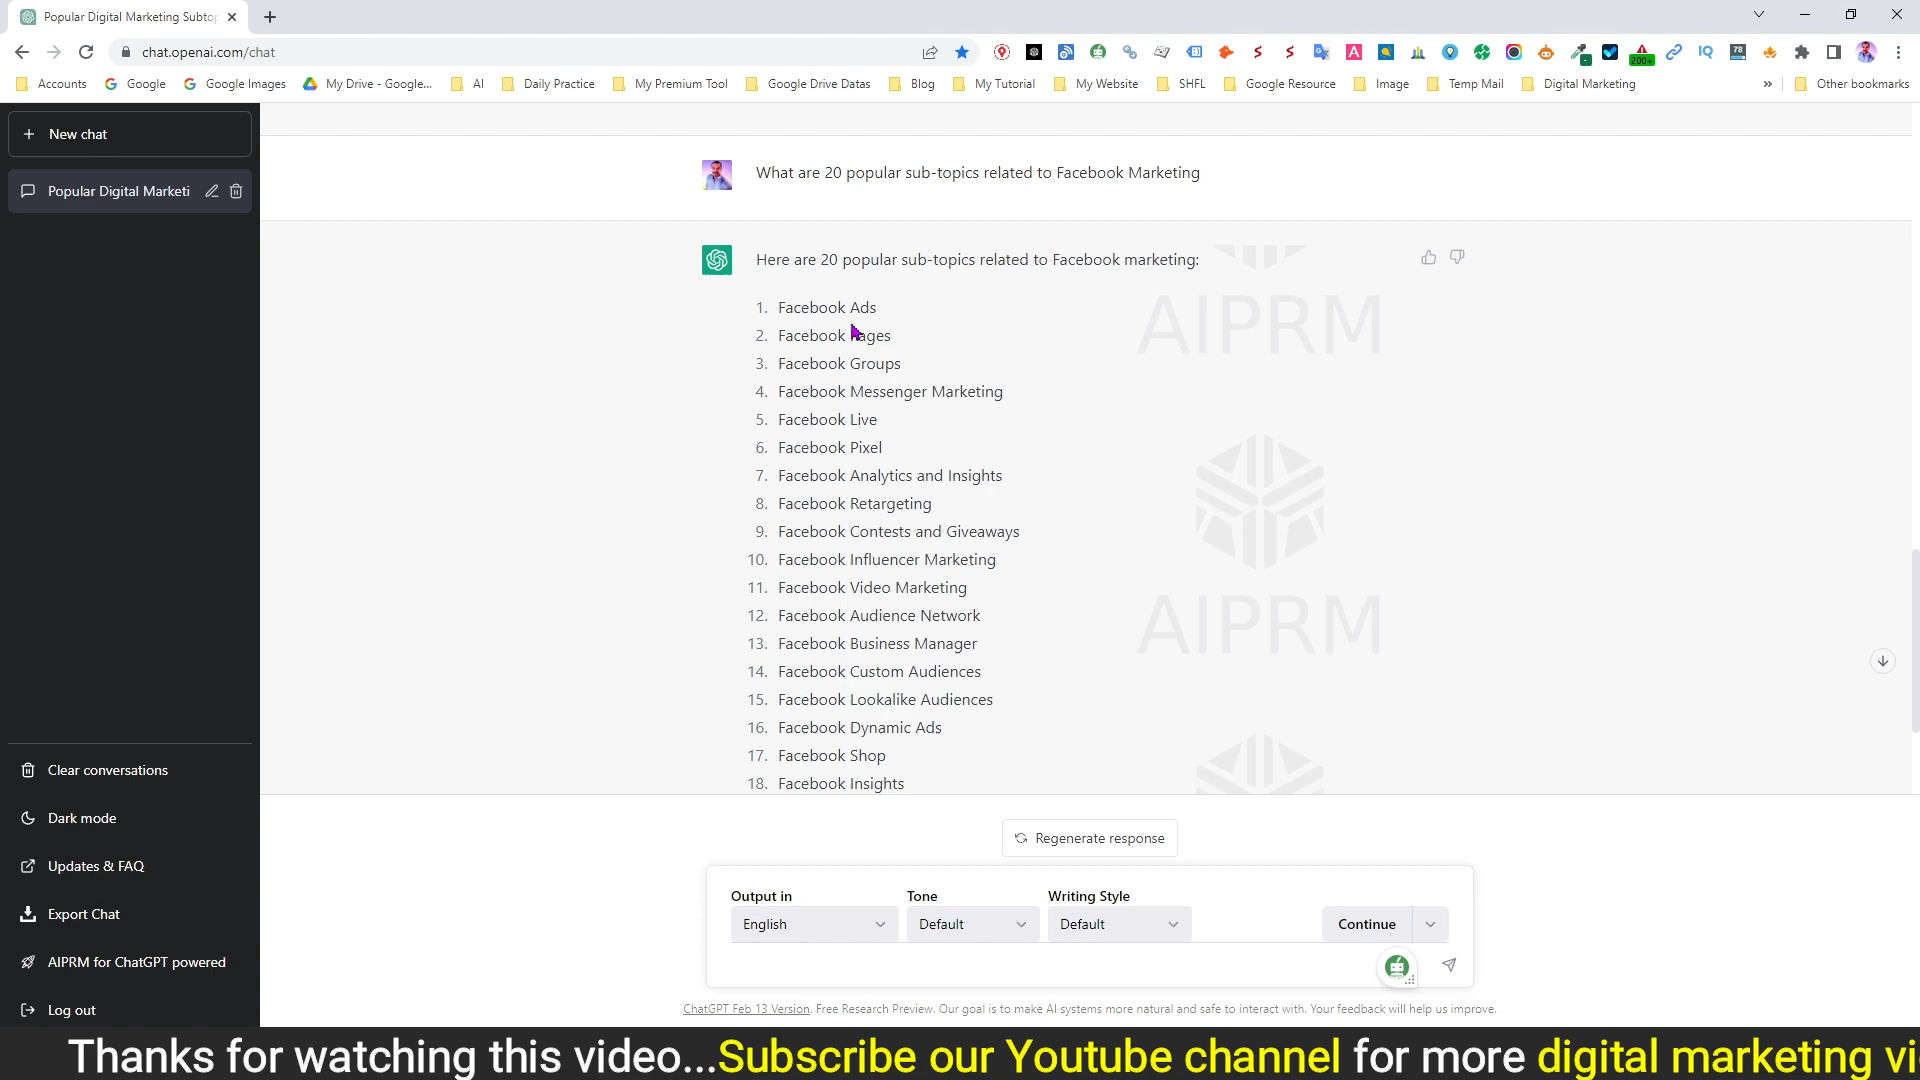 Popular Digital Marketing Subtop
chat.openai.com/chat
200+
78
Accounts
Google
Google Images
My Drive - Google...
AI
Daily Practice
My Premium Tool
Google Drive Datas
Blog
My Tutorial
My Website
SHFL
Google Resource
Image
Temp Mail
Digital Marketing
»
Other bookmarks
New chat
Popular Digital Marketi
Clear conversations
Dark mode
Updates & FAQ
Export Chat
AIPRM for ChatGPT powered
Log out
What are 20 popular sub-topics related to Facebook Marketing
Here are 20 popular sub-topics related to Facebook marketing:
1. Facebook Ads
2. Facebook Pages
3. Facebook Groups
4. Facebook Messenger Marketing
5. Facebook Live
6. Facebook Pixel
7. Facebook Analytics and Insights
8. Facebook Retargeting
9. Facebook Contests and Giveaways
10. Facebook Influencer Marketing
11. Facebook Video Marketing
12. Facebook Audience Network
13. Facebook Business Manager
14. Facebook Custom Audiences
15. Facebook Lookalike Audiences
16. Facebook Dynamic Ads
17. Facebook Shop
18. Facebook Insights
AIPRM
AIPRM
Regenerate response
Output in
Tone
Writing Style
English
Default
Default
Continue
ChatGPT Feb 13 Version. Free Research Preview. Our goal is to make AI systems more natural and safe to interact with. Your feedback will help us improve.
Thanks for watching this video...Subscribe our Youtube channel for more digital marketing vi